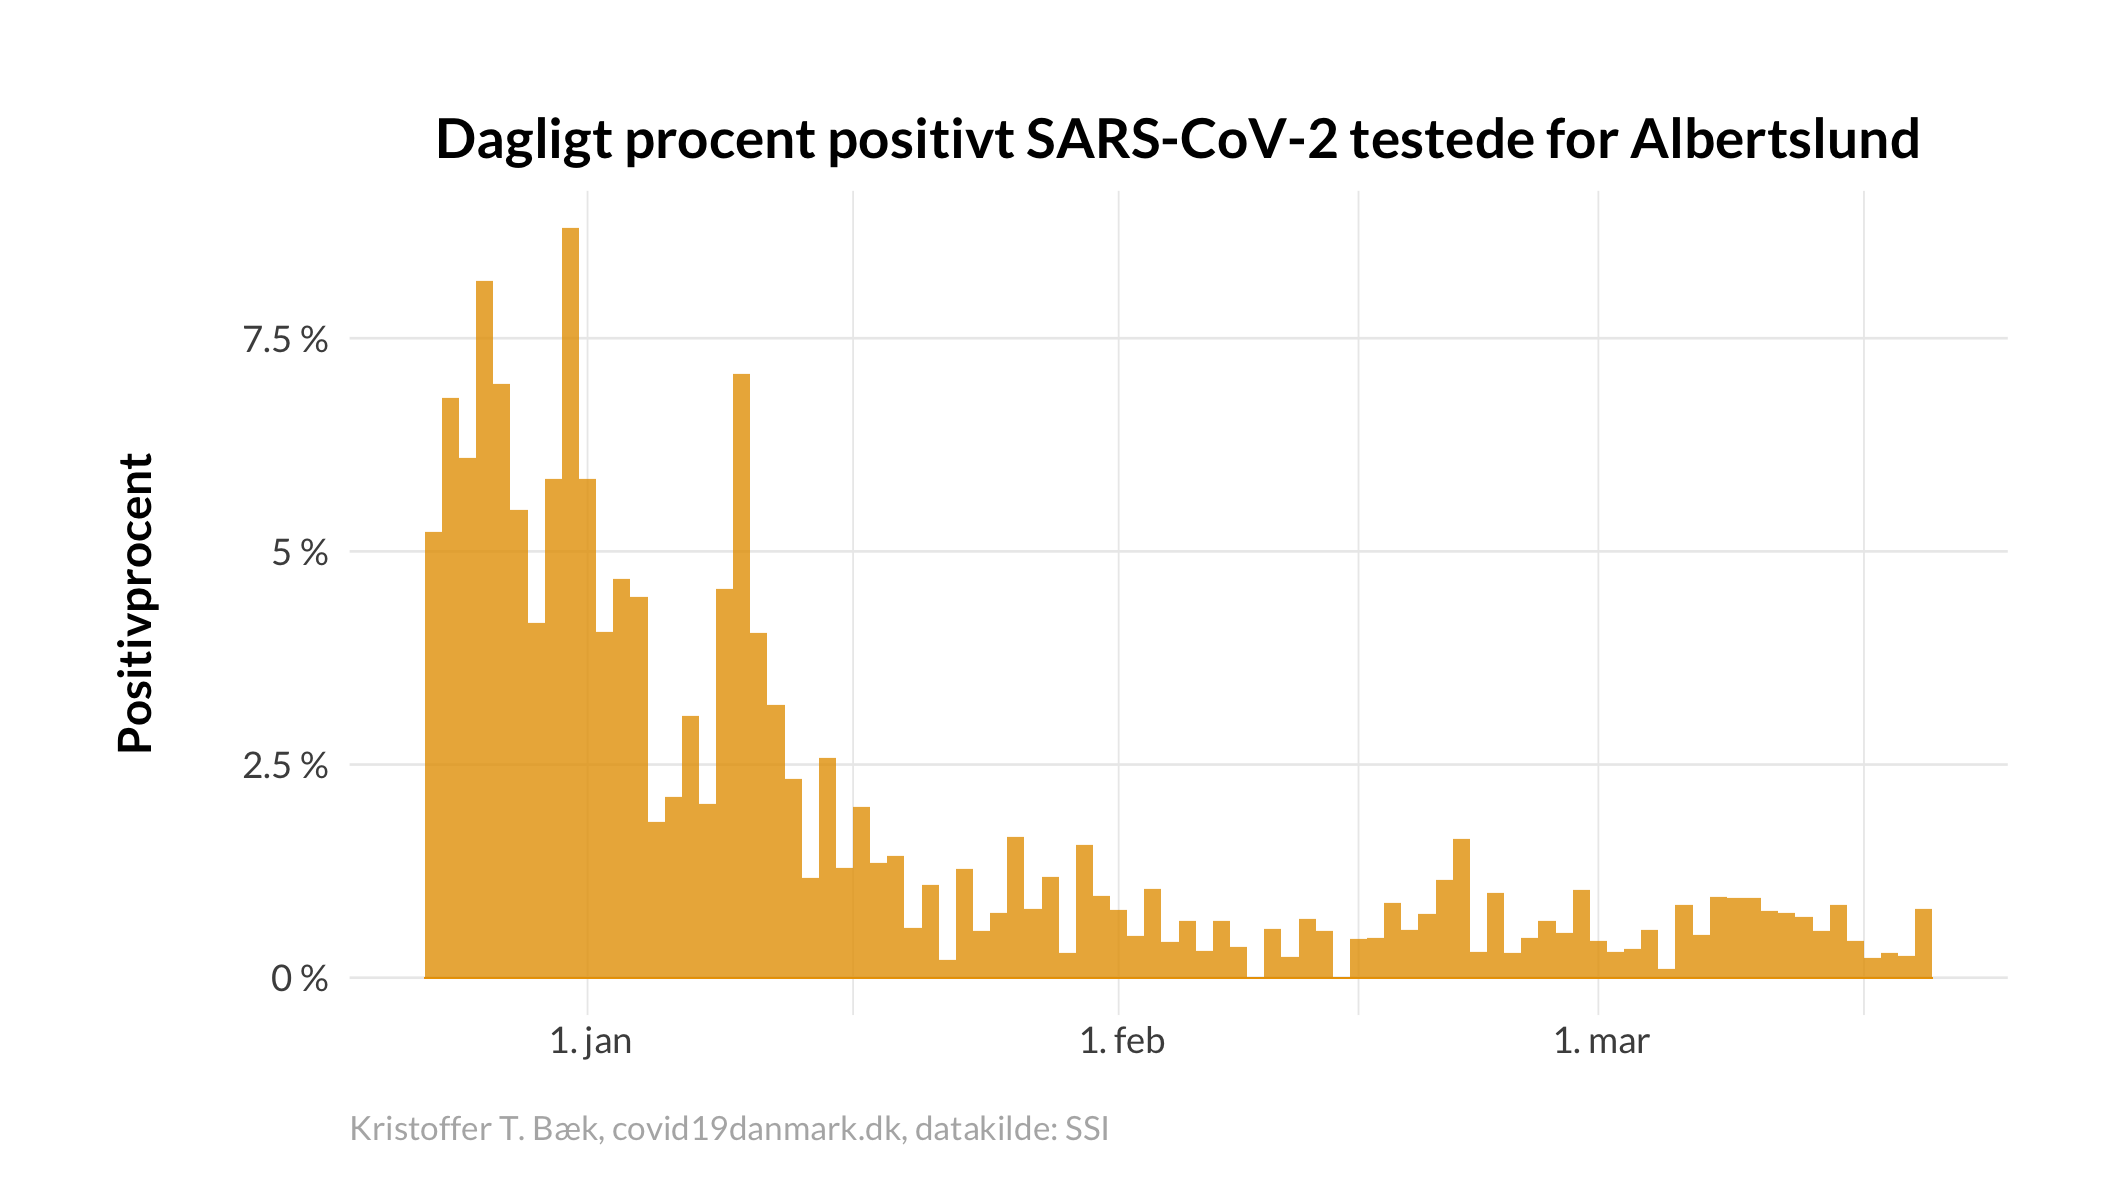 Dagligt procent positivt SARS-CoV-2 testede for Albertslund
Positivprocent
7.5 %
5 %
2.5 %
0 %
1. jan
1. feb
1. mar
Kristoffer T. Bæk, covid19danmark.dk, datakilde: SSI